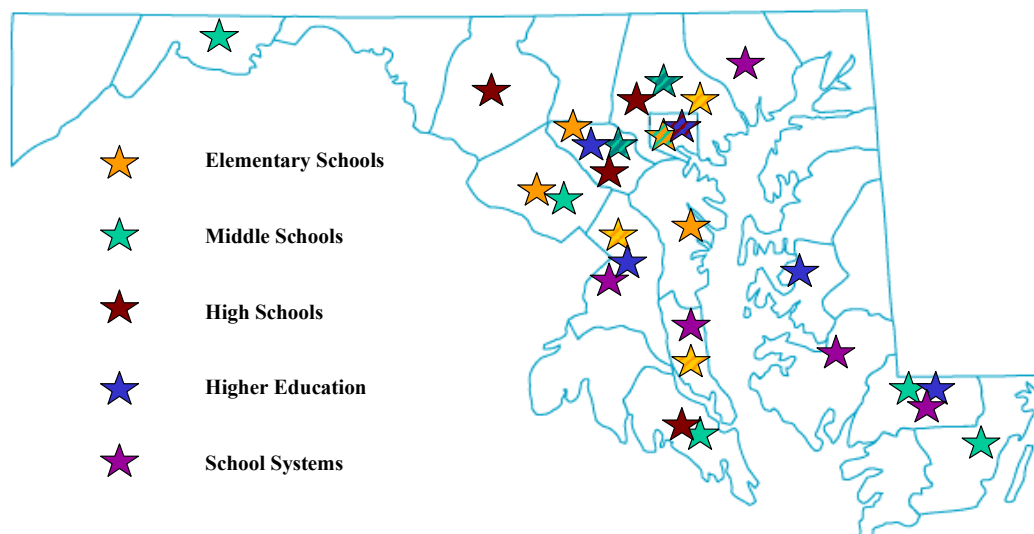 Elementary Schools
Middle Schools
High Schools
Higher Education
School Systems